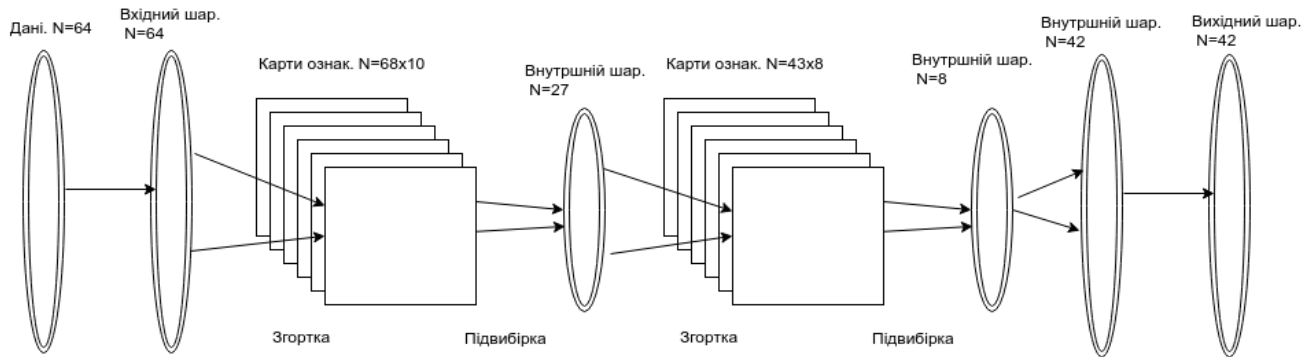 Дані. N=64
Вхідний шар.
N=64
Карти ознак. N=68x10
Внутршній шар.
N=27
Карти ознак. N=43x8
Внутршній шар.
N=8
Внутршній шар.
N=42
Вихідний шар.
N=42
Згортка
Підвибірка
Згортка
Підвибірка